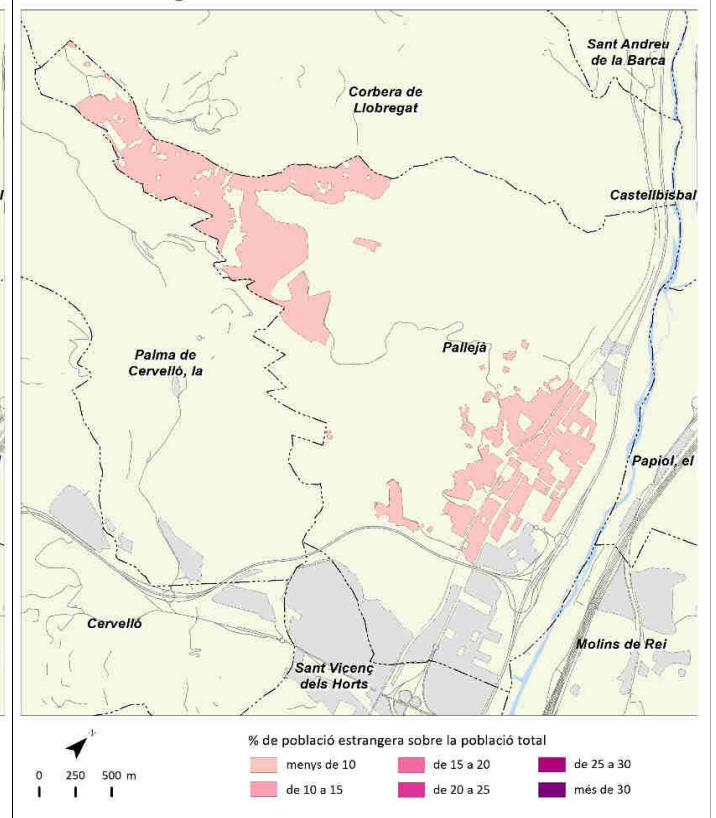 Sant Andreu
de la Barca
Corbera de
Llobregat
Castellbisbal
Pallejà
Palma de
Cervelló, la
Papiol, el
Cervelló
Molins de Rei
Sant Vicenç
dels Horts
% de població estrangera sobre la població total
0 250 500 m
menys de 10
de 15 a 20
de 25 a 30
de 10 a 15
de 20 a 25
més de 30